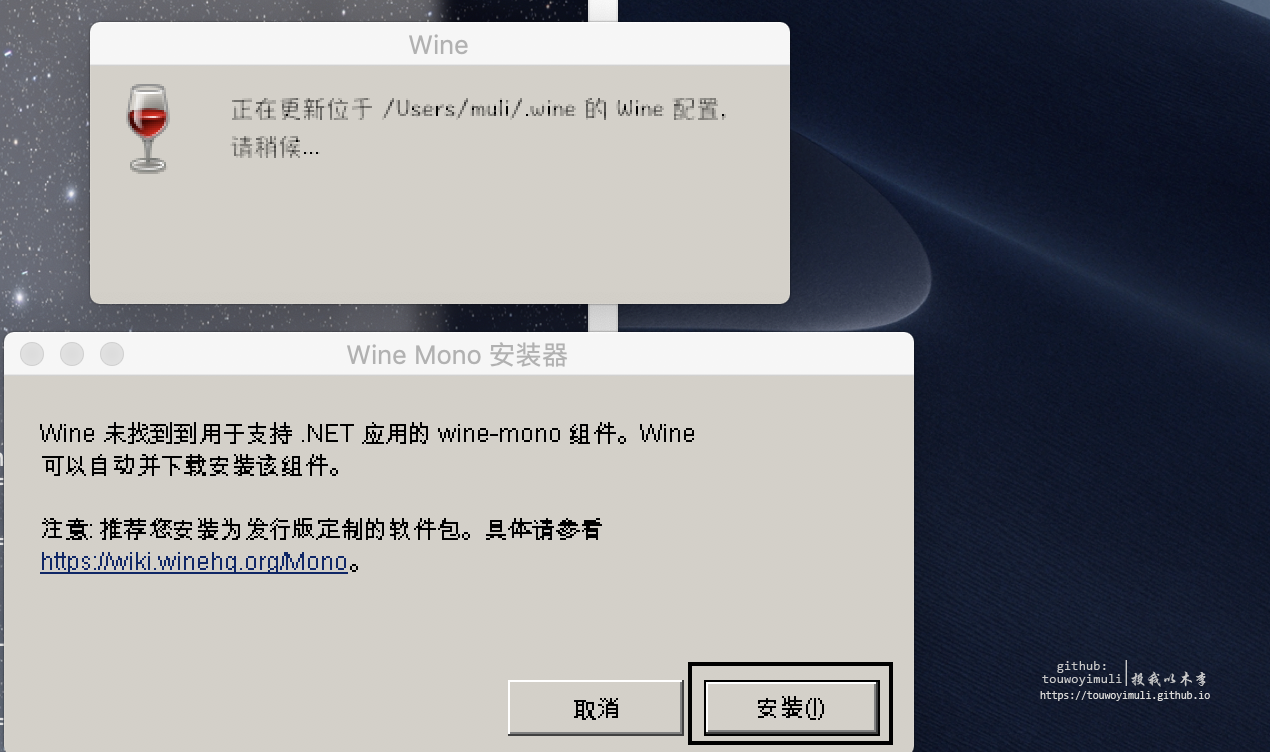 Wine
正在更新位于 /Users/muli/.wine 的 Wine 配置，
请稍候...
Wine Mono 安装器
Wine 未找到到用于支持 .NET 应用的 wine-mono 组件。Wine
可以自动并下载安装该组件。
注意: 推荐您安装为发行版定制的软件包。具体请参看
https://wiki.winehq.org/Mono。
取消
安装(I)
github:
touwoyimuli
投我以木李
https://touwoyimuli.github.io